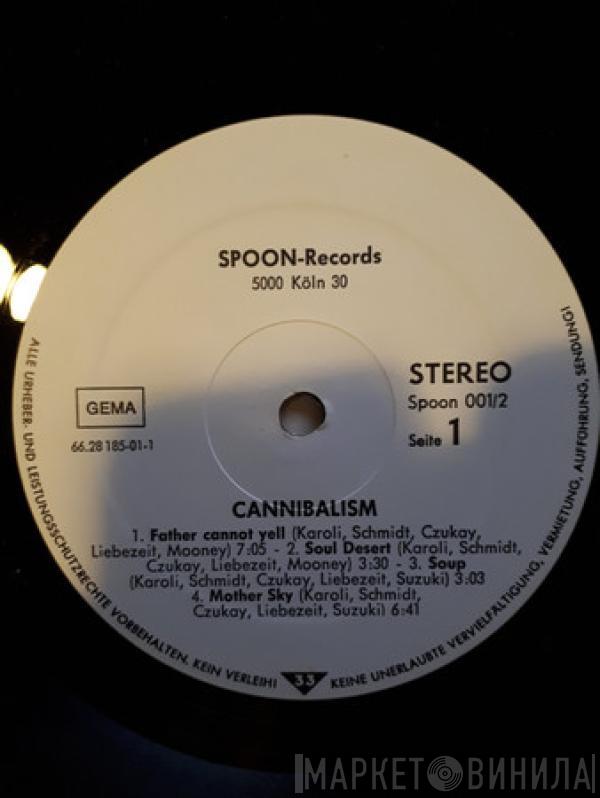 SPOON-Records
5000 Köln 30
GEMA
66.28 185-01-1
STEREO
Spoon 001/2
Seite 1
CANNIBALISM
1. Father cannot yell (Karoli, Schmidt, Czukay,
Liebezeit, Mooney) 7:05 - 2. Soul Desert (Karoli, Schmidt,
Czukay, Liebezeit, Mooney) 3:30 - 3. Soup
(Karoli, Schmidt, Czukay, Liebezeit, Suzuki) 3:03
4. Mother Sky (Karoli, Schmidt,
Czukay, Liebezeit, Suzuki) 6:41
ALLE URHEBER- UND LEISTUNGSSCHUTZRECHTE VORBEHALTEN. KEIN VERLEIH! KEINE UNERLAUBTE VERVIELFÄLTIGUNG, VERMIETUNG, AUFFÜHRUNG, SENDUNG!
33
МАРКЕТ ВИНИЛА